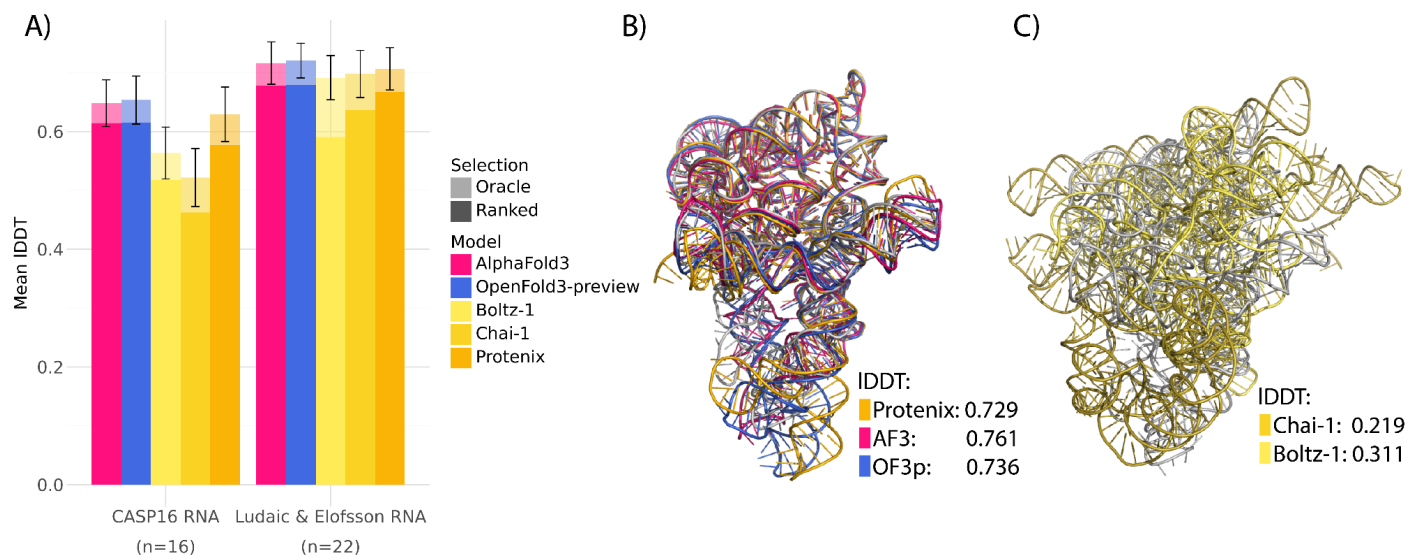 A)
Mean lDDT
0.6
0.4
0.2
0.0
CASP16 RNA
(n=16)
Ludaic & Elofsson RNA
(n=22)
Selection
Oracle
Ranked
Model
AlphaFold3
OpenFold3-preview
Boltz-1
Chai-1
Protenix
B)
lDDT:
Protenix: 0.729
AF3: 0.761
OF3p: 0.736
C)
lDDT:
Chai-1: 0.219
Boltz-1: 0.311